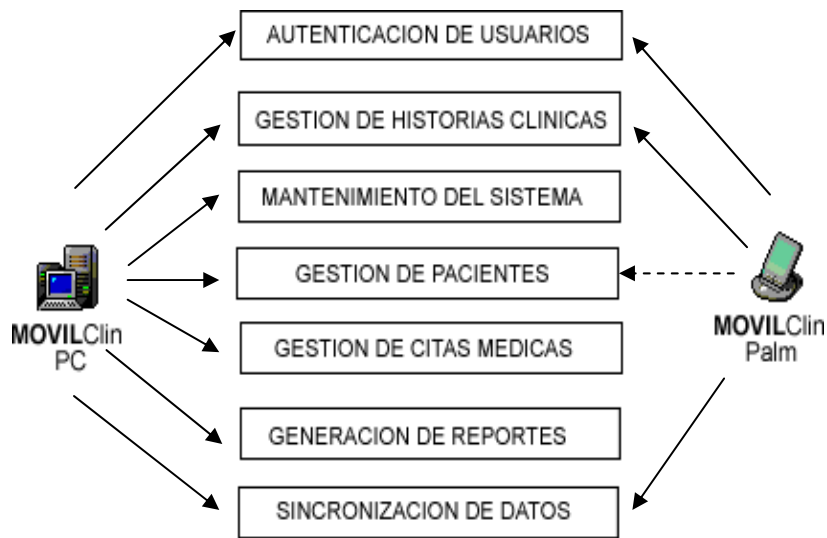 AUTENTICACION DE USUARIOS
GESTION DE HISTORIAS CLINICAS
MANTENIMIENTO DEL SISTEMA
GESTION DE PACIENTES
MOVILClin
PC
MOVILClin
Palm
GESTION DE CITAS MEDICAS
GENERACION DE REPORTES
SINCRONIZACION DE DATOS